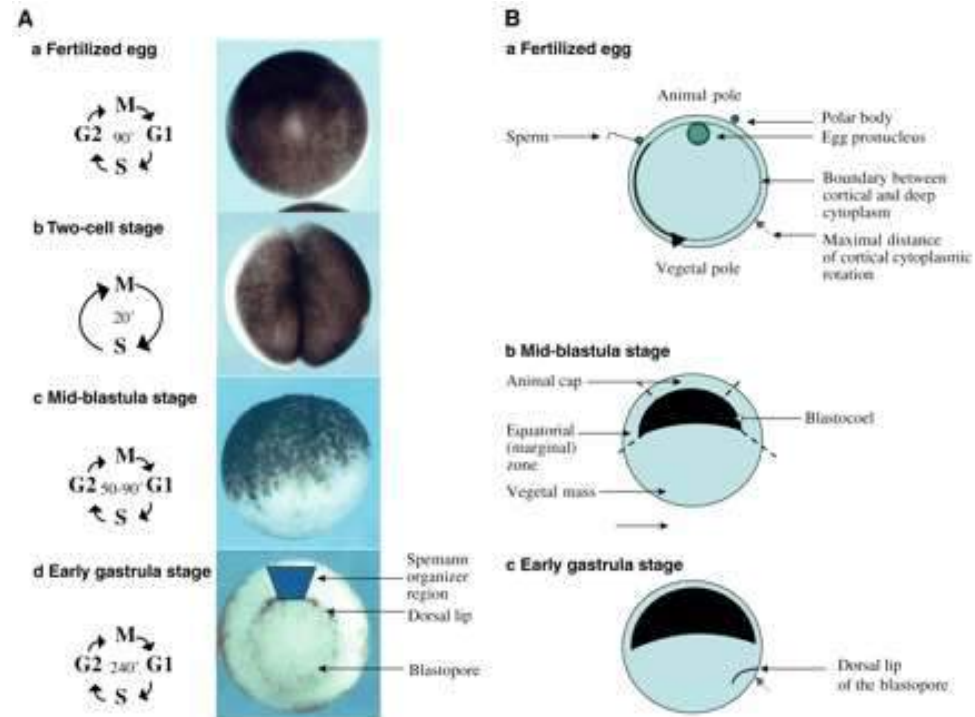 A
a Fertilized egg
M
G2 90' G1
S
b Two-cell stage
M
20'
S
c Mid-blastula stage
M
G2 50-90' G1
S
d Early gastrula stage
M
G2 240' G1
S
Spemann
organizer
region
Dorsal lip
Blastopore
B
a Fertilized egg
Animal pole
Sperm
Polar body
Egg pronucleus
Boundary between
cortical and deep
cytoplasm
Maximal distance
of cortical cytoplasmic
rotation
Vegetal pole
b Mid-blastula stage
Animal cap
Blastocoel
Equatorial
(marginal)
zone
Vegetal mass
c Early gastrula stage
Dorsal lip
of the blastopore